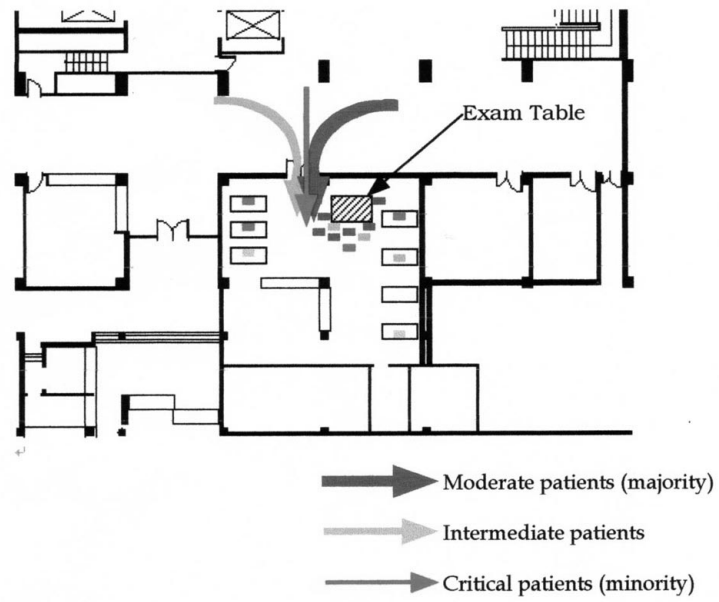 Exam Table
Moderate patients (majority)
Intermediate patients
Critical patients (minority)